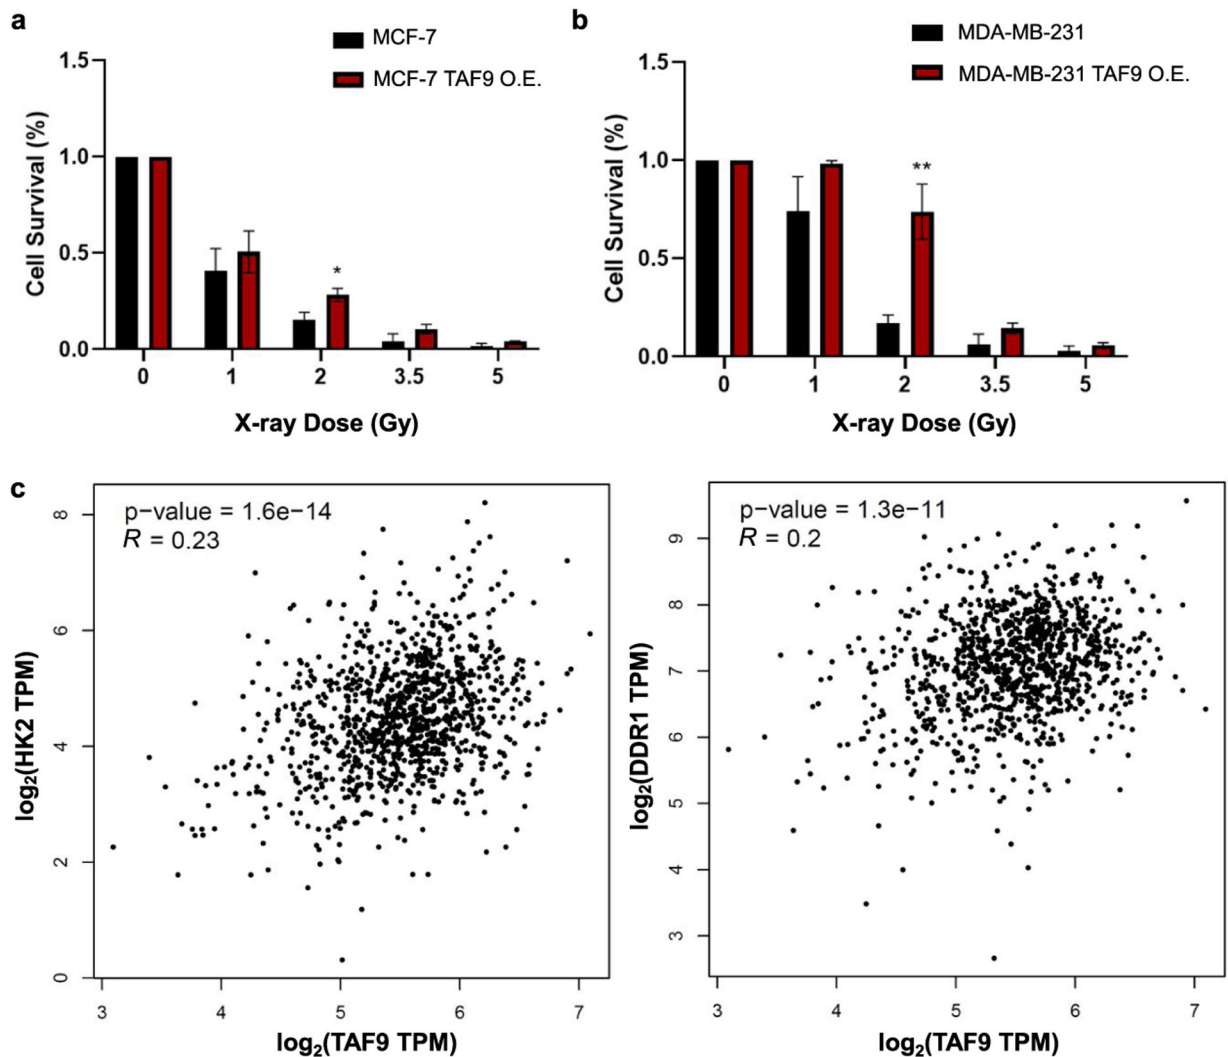 a
MCF-7
MCF-7 TAF9 O.E.
1.5
1.0
0.5
0.0
Cell Survival (%)
*
0 1 2 3.5 5
X-ray Dose (Gy)
b
MDA-MB-231
MDA-MB-231 TAF9 O.E.
1.5
1.0
0.5
0.0
Cell Survival (%)
**
0 1 2 3.5 5
X-ray Dose (Gy)
c
p-value = 1.6e-14
R = 0.23
8
6
4
2
0
log₂(HK2 TPM)
3 4 5 6 7
log₂(TAF9 TPM)
p-value = 1.3e-11
R = 0.2
9
8
7
6
5
4
3
log₂(DDR1 TPM)
3 4 5 6 7
log₂(TAF9 TPM)